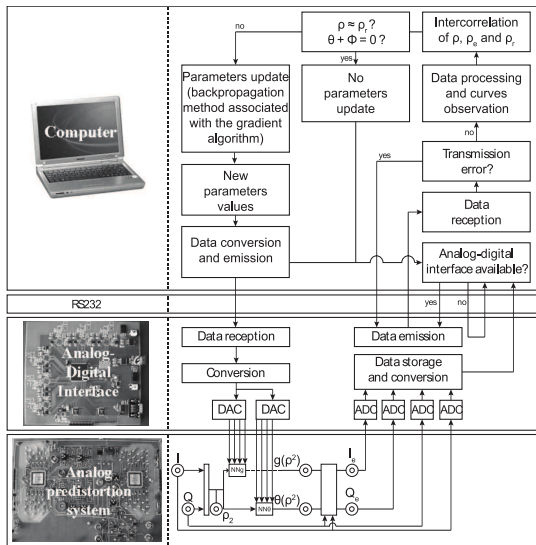 no
ρ ≈ ρr ?
θ + Φ = 0 ?
Intercorrelation
of ρ, ρe and ρr
yes
Parameters update
(backpropagation
method associated
with the gradient
algorithm)
No
parameters
update
Data processing
and curves
observation
Computer
no
yes
Transmission
error?
New
parameters
values
Data
reception
Data conversion
and emission
Analog-digital
interface available?
yes
no
RS232
Data reception
Data emission
Analog-
Digital
Interface
Conversion
Data storage
and conversion
DAC
DAC
ADC
ADC
ADC
ADC
Analog
predistortion
system
I
NNg
g(ρ²)
Ie
Q
ρ2
NNθ
θ(ρ²)
Qe